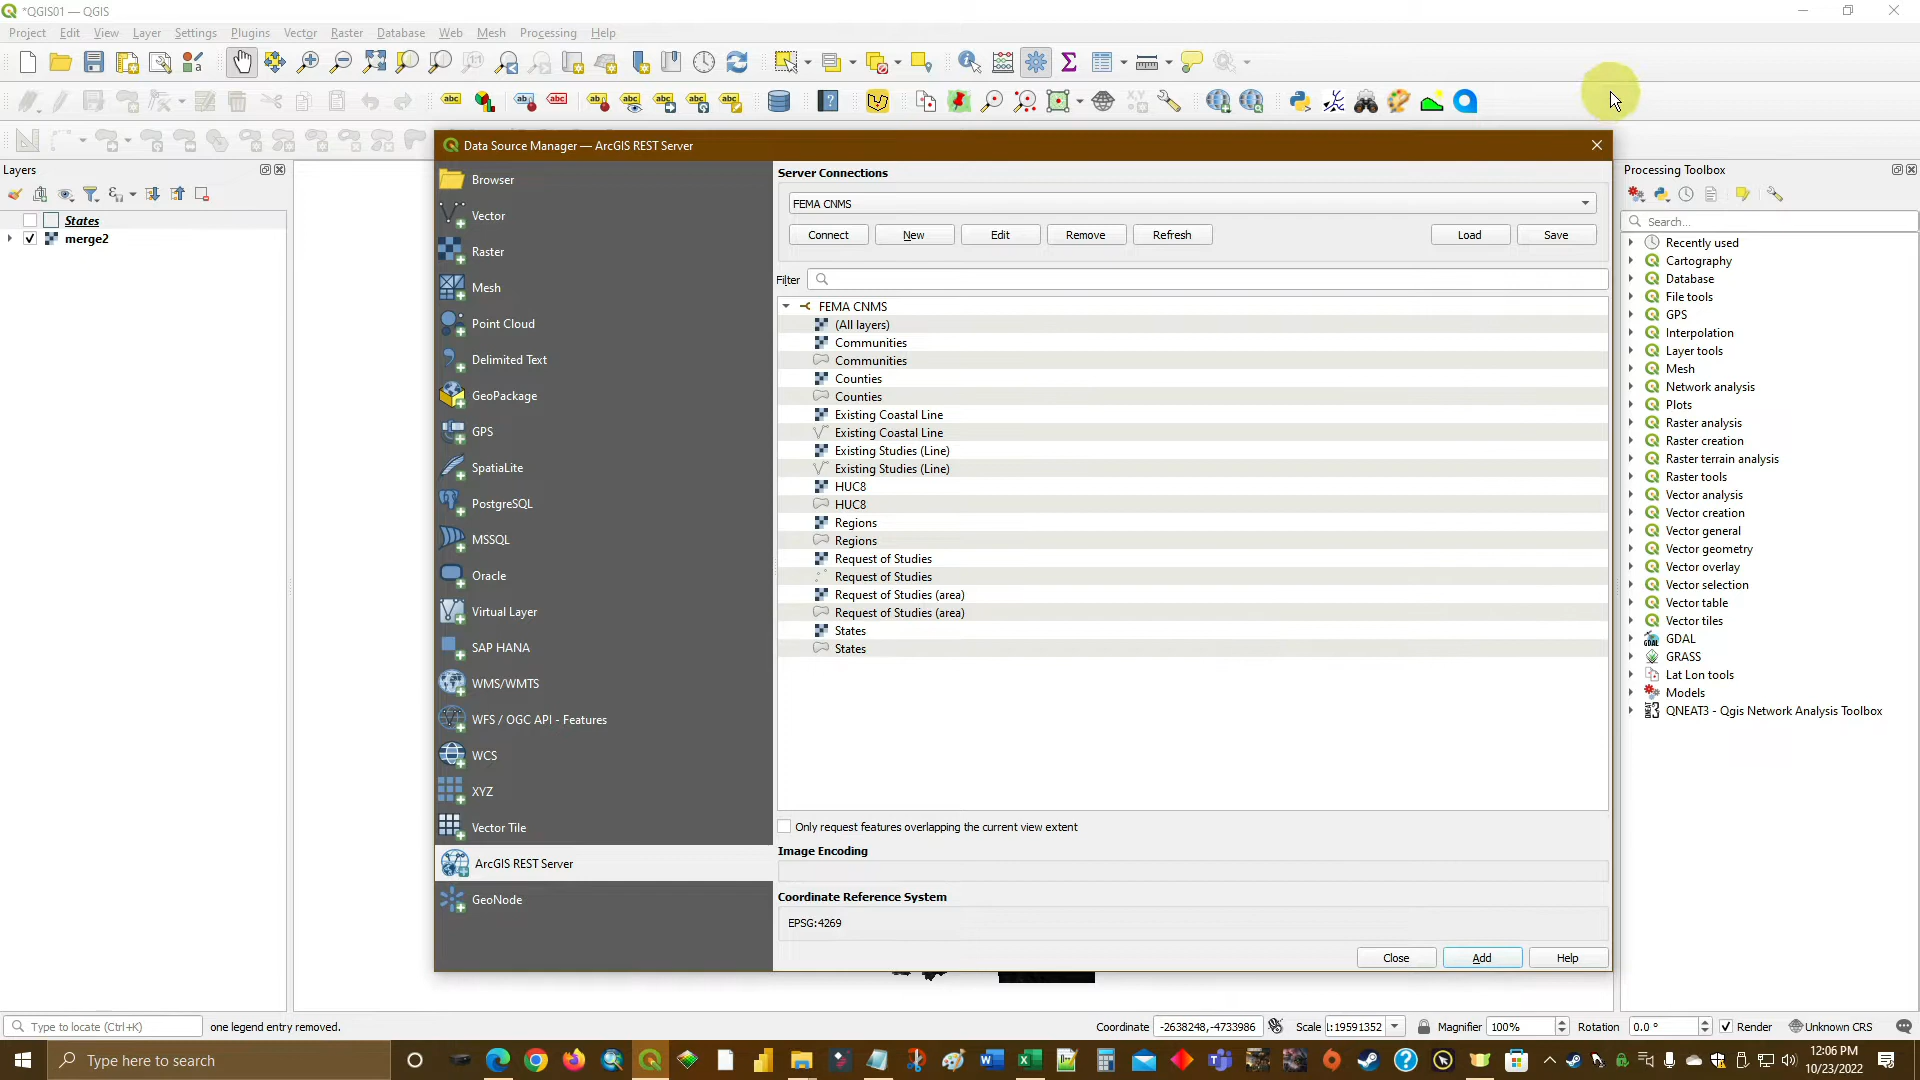 *QGIS01 — QGIS
Project Edit View Layer Settings Plugins Vector Raster Database Web Mesh Processing Help
Layers
States
merge2
Data Source Manager — ArcGIS REST Server
Browser
Vector
Raster
Mesh
Point Cloud
Delimited Text
GeoPackage
GPS
SpatiaLite
PostgreSQL
MSSQL
Oracle
Virtual Layer
SAP HANA
WMS/WMTS
WFS / OGC API - Features
WCS
XYZ
Vector Tile
ArcGIS REST Server
GeoNode
Server Connections
FEMA CNMS
Connect New Edit Remove Refresh Load Save
Filter
FEMA CNMS
(All layers)
Communities
Communities
Counties
Counties
Existing Coastal Line
Existing Coastal Line
Existing Studies (Line)
Existing Studies (Line)
HUC8
HUC8
Regions
Regions
Request of Studies
Request of Studies
Request of Studies (area)
Request of Studies (area)
States
States
Only request features overlapping the current view extent
Image Encoding
Coordinate Reference System
EPSG:4269
Close Add Help
Processing Toolbox
Search...
Recently used
Cartography
Database
File tools
GPS
Interpolation
Layer tools
Mesh
Network analysis
Plots
Raster analysis
Raster creation
Raster terrain analysis
Raster tools
Vector analysis
Vector creation
Vector general
Vector geometry
Vector overlay
Vector selection
Vector table
Vector tiles
GDAL
GRASS
Lat Lon tools
Models
QNEAT3 - Qgis Network Analysis Toolbox
Type to locate (Ctrl+K) one legend entry removed. Coordinate -2638248,-4733986 Scale 1:19591352 Magnifier 100% Rotation 0.0 ° Render Unknown CRS
Type here to search
12:06 PM
10/23/2022